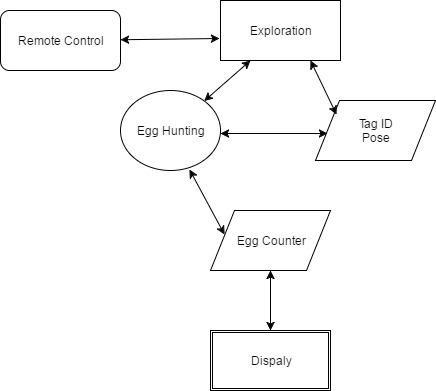 Remote Control
Exploration
Egg Hunting
Tag ID
Pose
Egg Counter
Dispaly